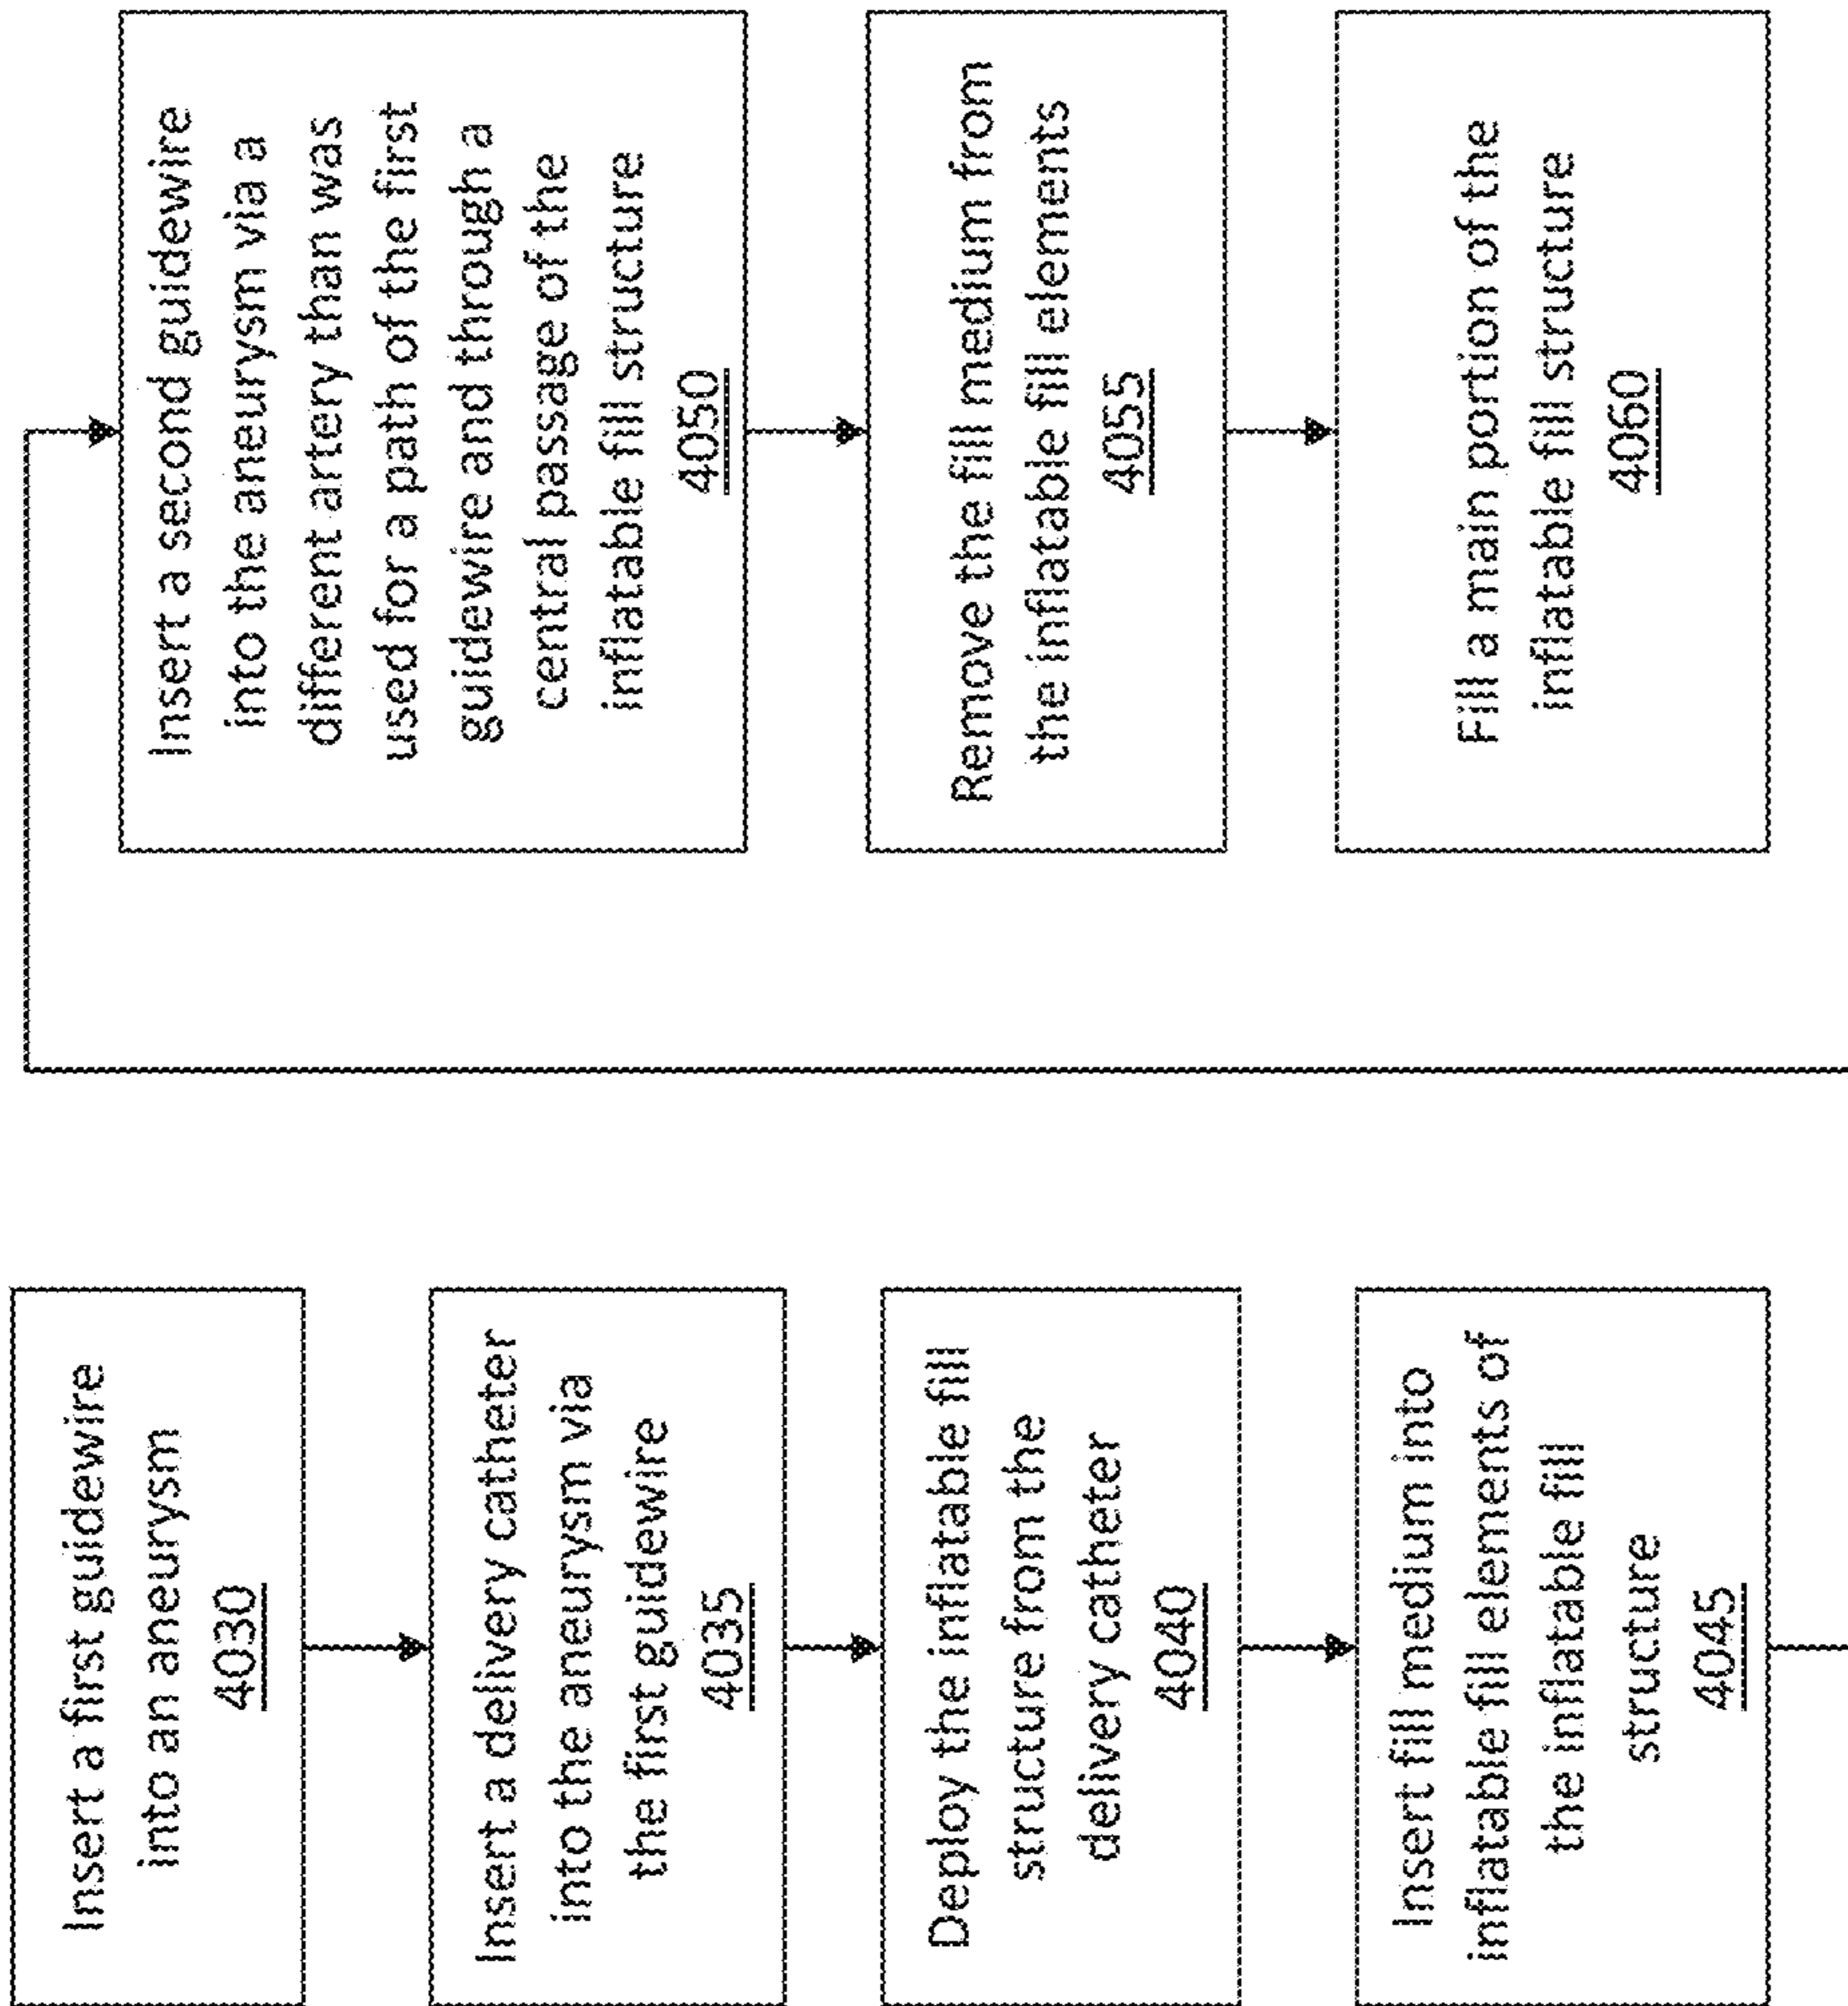 Insert a first guidewire
into an aneurysm
4030
Insert a delivery catheter
into the aneurysm via
the first guidewire
4035
Deploy the inflatable fill
structure from the
delivery catheter
4040
Insert fill medium into
inflatable fill elements of
the inflatable fill
structure
4045
Insert a second guidewire
into the aneurysm via a
different artery than was
used for a path of the first
guidewire and through a
central passage of the
inflatable fill structure
4050
Remove the fill medium from
the inflatable fill elements
4055
Fill a main portion of the
inflatable fill structure
4060